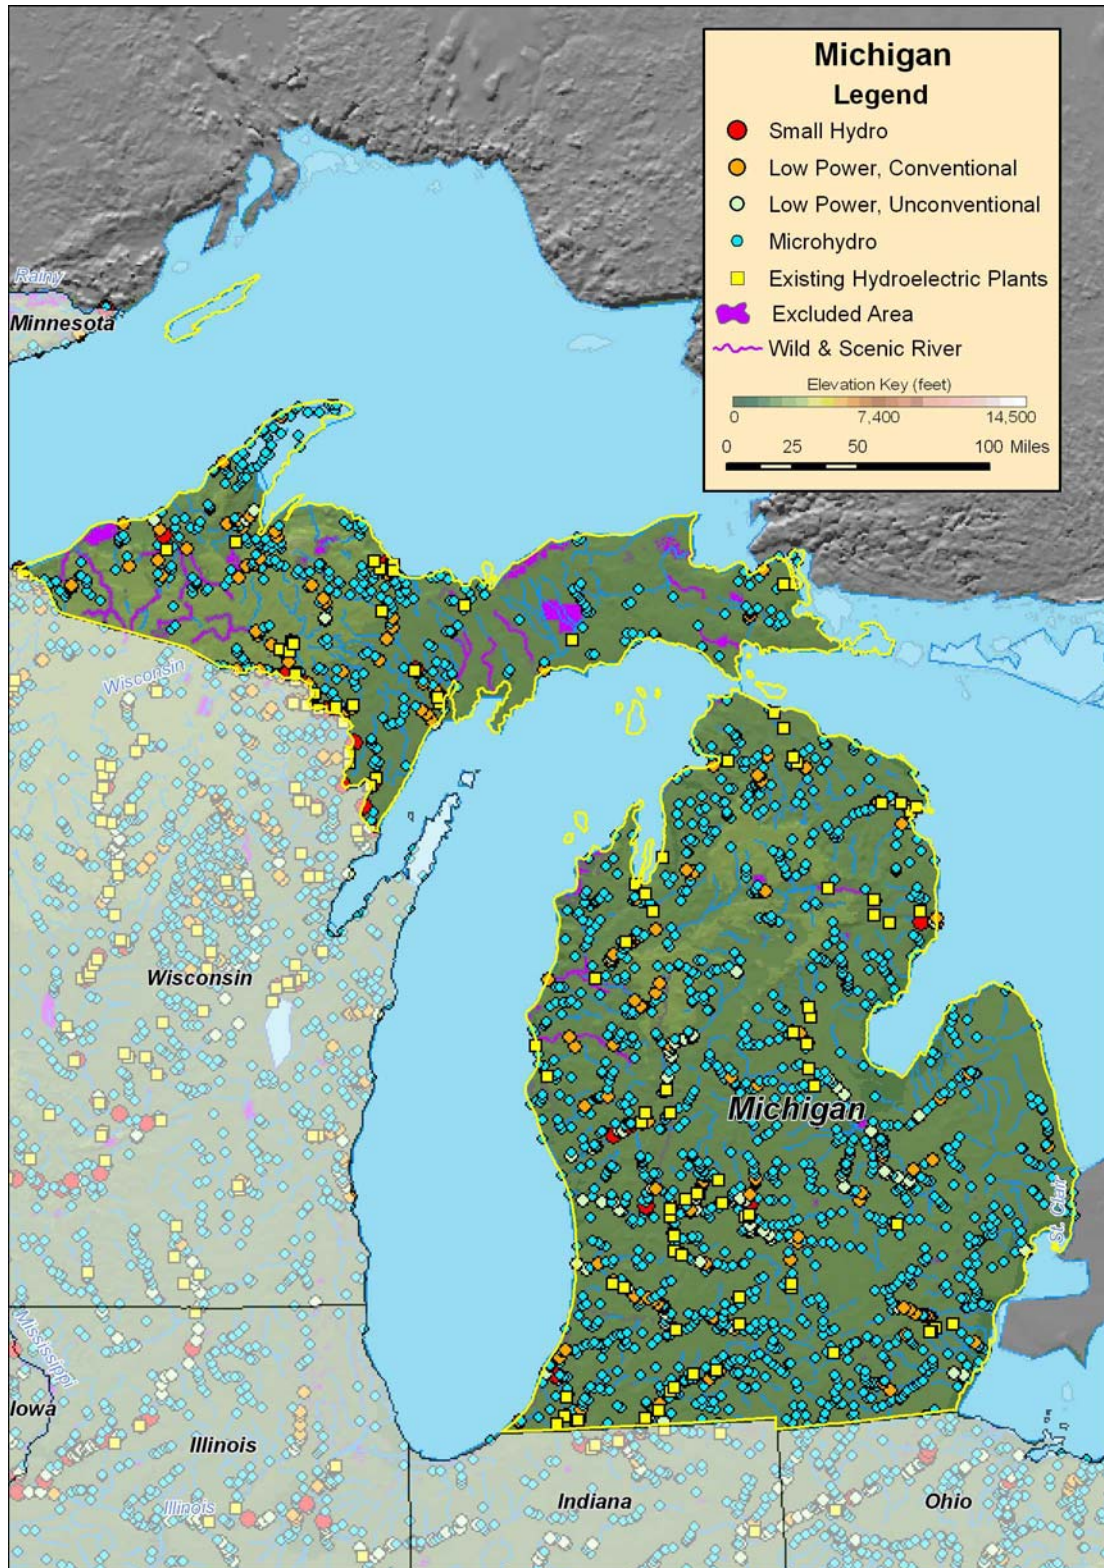 Michigan
Legend
Small Hydro
Low Power, Conventional
Low Power, Unconventional
Microhydro
Existing Hydroelectric Plants
Excluded Area
Wild & Scenic River
Elevation Key (feet)
0 7,400 14,500
0 25 50 100 Miles
Rainy
Minnesota
Wisconsin
Wisconsin
Michigan
St. Clair
Mississippi
Iowa
Illinois
Illinois
Indiana
Ohio